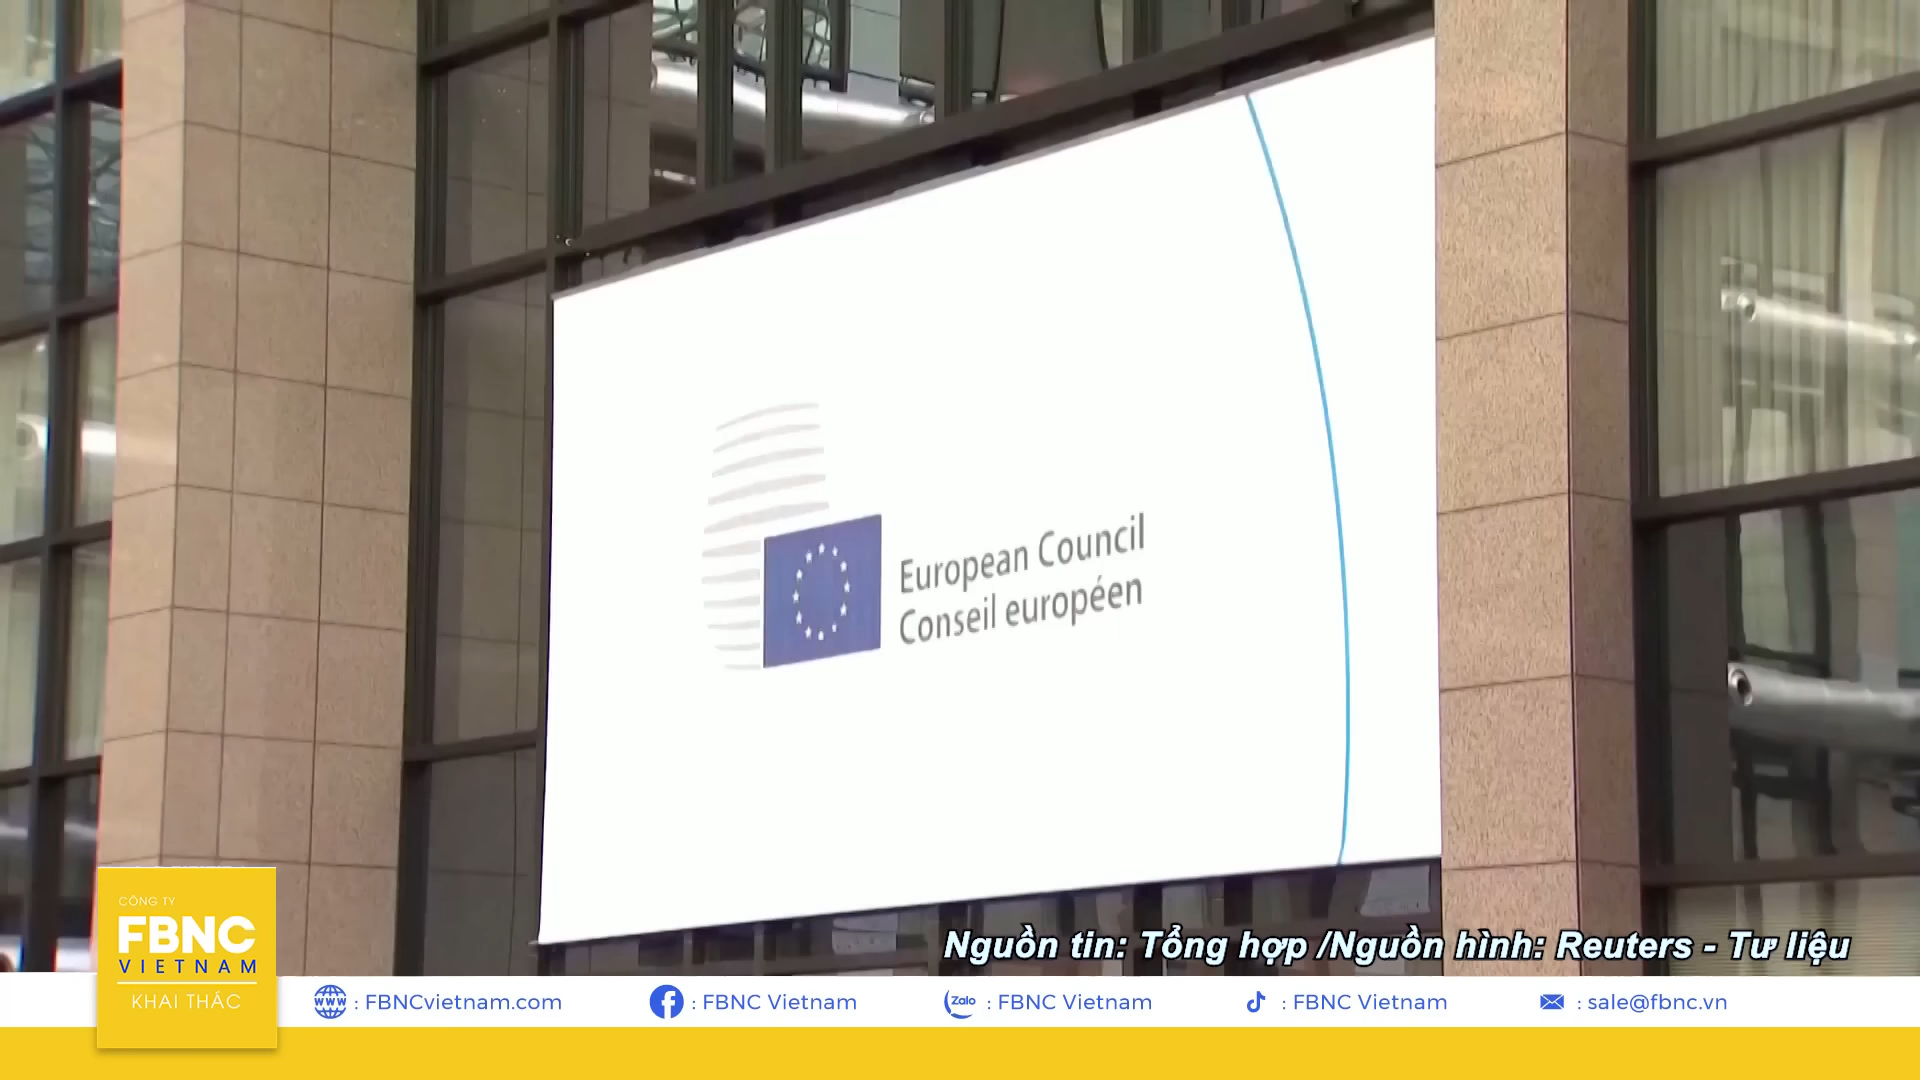 European Council
Conseil européen
Nguồn tin: Tổng hợp /Nguồn hình: Reuters - Tư liệu
CÔNG TY
FBNC
VIETNAM
KHAI THÁC
www : FBNCvietnam.com
: FBNC Vietnam
Zalo : FBNC Vietnam
: FBNC Vietnam
: sale@fbnc.vn